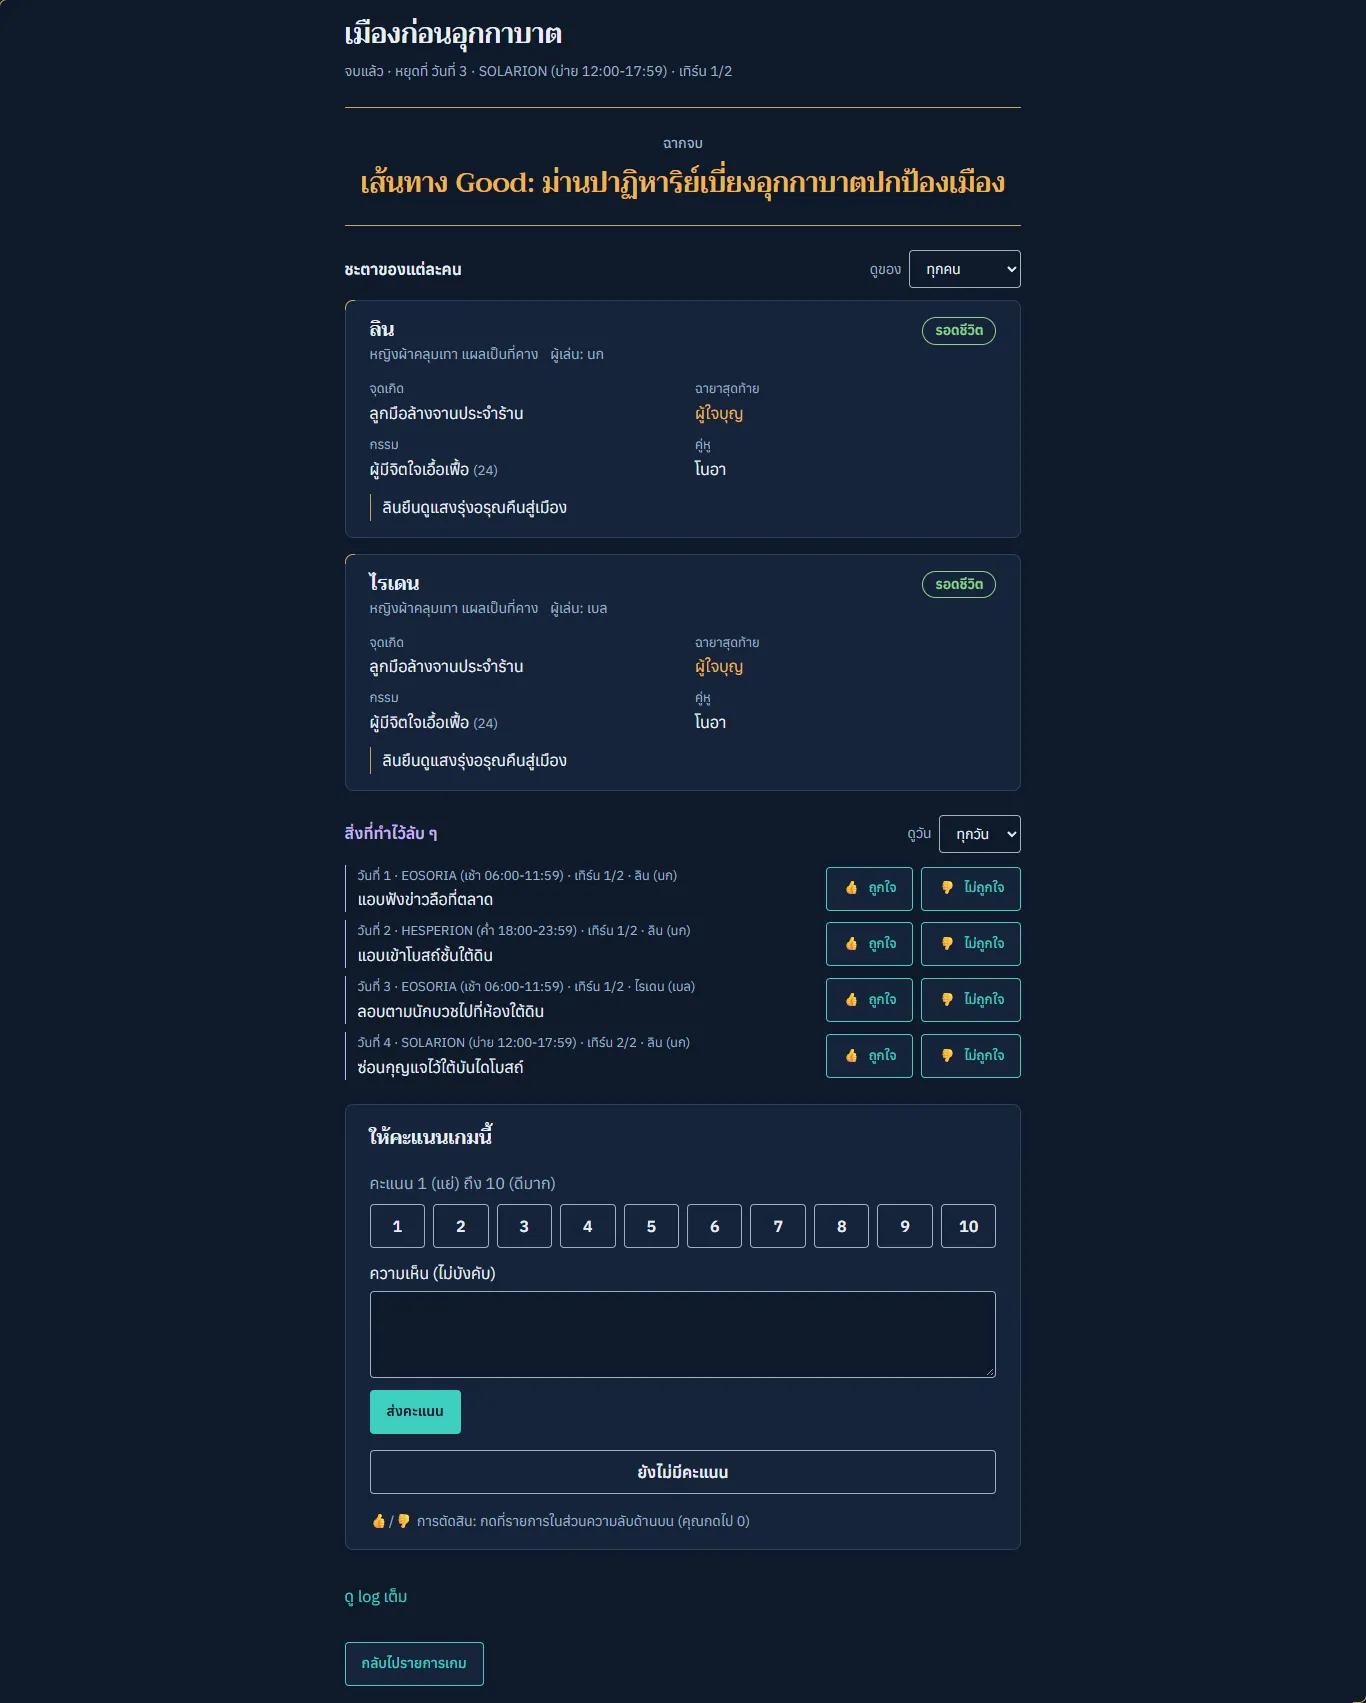 เมืองก่อนอุกกาบาต
จบแล้ว · หยุดที่ วันที่ 3 · SOLARION (บ่าย 12:00-17:59) · เทิร์น 1/2
ฉากจบ
เส้นทาง Good: ม่านปาฏิหาริย์เบี่ยงอุกกาบาตปกป้องเมือง
ชะตาของแต่ละคน
ดูของ ทุกคน
ลิน
รอดชีวิต
หญิงผ้าคลุมเทา แผลเป็นที่คาง ผู้เล่น: นก
จุดเกิด
ฉายาสุดท้าย
ลูกมือล้างจานประจำร้าน
ผู้ใจบุญ
กรรม
คู่หู
ผู้มีจิตใจเอื้อเฟื้อ (24)
โนอา
ลินยืนดูแสงรุ่งอรุณคืนสู่เมือง
ไรเดน
รอดชีวิต
หญิงผ้าคลุมเทา แผลเป็นที่คาง ผู้เล่น: เบล
จุดเกิด
ฉายาสุดท้าย
ลูกมือล้างจานประจำร้าน
ผู้ใจบุญ
กรรม
คู่หู
ผู้มีจิตใจเอื้อเฟื้อ (24)
โนอา
ลินยืนดูแสงรุ่งอรุณคืนสู่เมือง
สิ่งที่ทำไว้ลับ ๆ
ดูวัน ทุกวัน
วันที่ 1 · EOSORIA (เช้า 06:00-11:59) · เทิร์น 1/2 · ลิน (นก)
แอบฟังข่าวลือที่ตลาด
👍 ถูกใจ
👎 ไม่ถูกใจ
วันที่ 2 · HESPERION (ค่ำ 18:00-23:59) · เทิร์น 1/2 · ลิน (นก)
แอบเข้าโบสถ์ชั้นใต้ดิน
👍 ถูกใจ
👎 ไม่ถูกใจ
วันที่ 3 · EOSORIA (เช้า 06:00-11:59) · เทิร์น 1/2 · ไรเดน (เบล)
ลอบตามนักบวชไปที่ห้องใต้ดิน
👍 ถูกใจ
👎 ไม่ถูกใจ
วันที่ 4 · SOLARION (บ่าย 12:00-17:59) · เทิร์น 2/2 · ลิน (นก)
ซ่อนกุญแจไว้ใต้บันไดโบสถ์
👍 ถูกใจ
👎 ไม่ถูกใจ
ให้คะแนนเกมนี้
คะแนน 1 (แย่) ถึง 10 (ดีมาก)
1 2 3 4 5 6 7 8 9 10
ความเห็น (ไม่บังคับ)
ส่งคะแนน
ยังไม่มีคะแนน
👍 / 👎 การตัดสิน: กดที่รายการในส่วนความลับด้านบน (คุณกดไป 0)
ดู log เต็ม
กลับไปรายการเกม